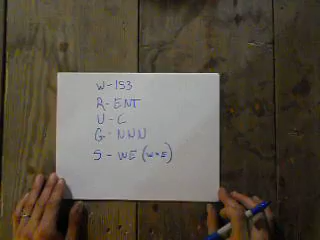 W-153
R-ENT
U-C
G-NNN
S-WE (W+E)